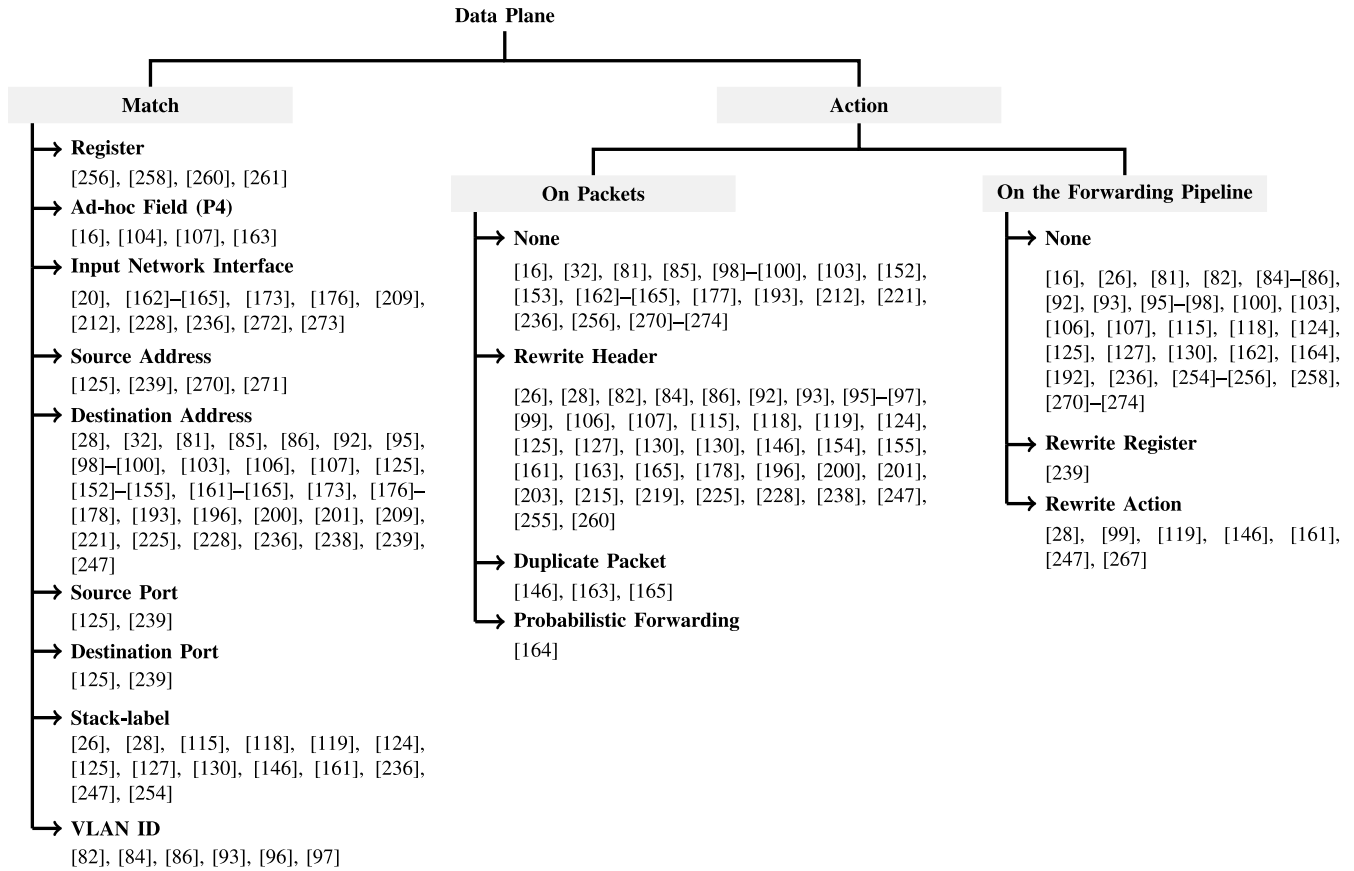 Data Plane
Match
Register
[256], [258], [260], [261]
Ad-hoc Field (P4)
[16], [104], [107], [163]
Input Network Interface
[20], [162]–[165], [173], [176], [209],
[212], [228], [236], [272], [273]
Source Address
[125], [239], [270], [271]
Destination Address
[28], [32], [81], [85], [86], [92], [95],
[98]–[100], [103], [106], [107], [125],
[152]–[155], [161]–[165], [173], [176]–
[178], [193], [196], [200], [201], [209],
[221], [225], [228], [236], [238], [239],
[247]
Source Port
[125], [239]
Destination Port
[125], [239]
Stack-label
[26], [28], [115], [118], [119], [124],
[125], [127], [130], [146], [161], [236],
[247], [254]
VLAN ID
[82], [84], [86], [93], [96], [97]
Action
On Packets
None
[16], [32], [81], [85], [98]–[100], [103], [152],
[153], [162]–[165], [177], [193], [212], [221],
[236], [256], [270]–[274]
Rewrite Header
[26], [28], [82], [84], [86], [92], [93], [95]–[97],
[99], [106], [107], [115], [118], [119], [124],
[125], [127], [130], [130], [146], [154], [155],
[161], [163], [165], [178], [196], [200], [201],
[203], [215], [219], [225], [228], [238], [247],
[255], [260]
Duplicate Packet
[146], [163], [165]
Probabilistic Forwarding
[164]
On the Forwarding Pipeline
None
[16], [26], [81], [82], [84]–[86],
[92], [93], [95]–[98], [100], [103],
[106], [107], [115], [118], [124],
[125], [127], [130], [162], [164],
[192], [236], [254]–[256], [258],
[270]–[274]
Rewrite Register
[239]
Rewrite Action
[28], [99], [119], [146], [161],
[247], [267]